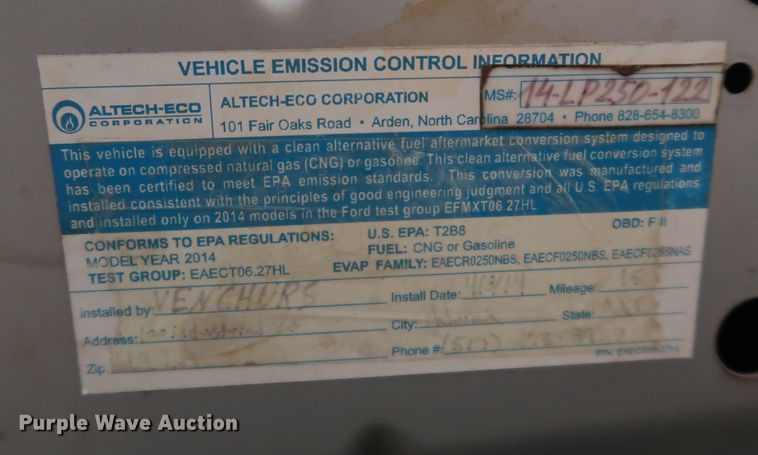 VEHICLE EMISSION CONTROL INFORMATION
ALTECH-ECO
CORPORATION
ALTECH-ECO CORPORATION
MS#: 14-LP250-122
101 Fair Oaks Road • Arden, North Carolina 28704 • Phone 828-654-8300
This vehicle is equipped with a clean alternative fuel aftermarket conversion system designed to
operate on compressed natural gas (CNG) or gasoline. This clean alternative fuel conversion system
has been certified to meet EPA emission standards. This conversion was manufactured and
installed consistent with the principles of good engineering judgment and all U.S. EPA regulations
and installed only on 2014 models in the Ford test group EFMXT06 27HL
CONFORMS TO EPA REGULATIONS:
U.S. EPA: T2B8
OBD: F II
MODEL YEAR 2014
FUEL: CNG or Gasoline
TEST GROUP: EAECT06.27HL
EVAP FAMILY: EAECR0250NBS, EAECF0250NBS, EAECF0265NAS
Installed by: VENCHURS
Install Date:
Mileage: 15
Address:
City: Adrian
State:
Zip:
Phone #: (517)
P/N: EAECT0627HL
Purple Wave Auction